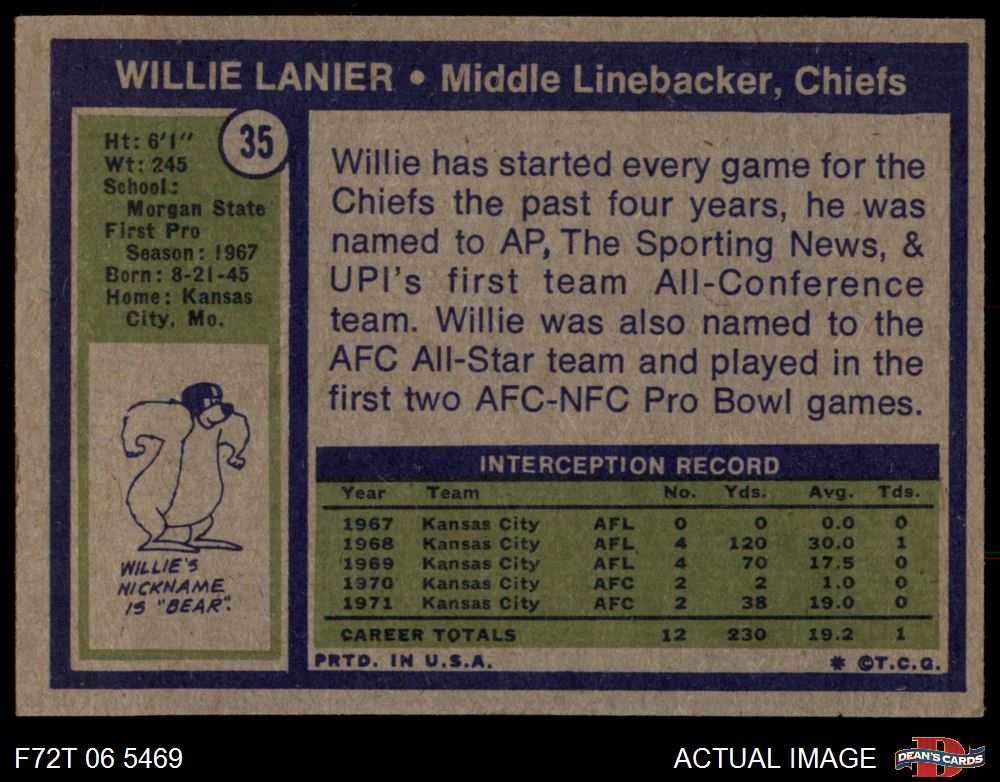 WILLIE LANIER • Middle Linebacker, Chiefs
35
Ht: 6'1"
Wt: 245
School:
Morgan State
First Pro
Season: 1967
Born: 8-21-45
Home: Kansas
City, Mo.
WILLIE'S
NICKNAME
IS "BEAR".
Willie has started every game for the
Chiefs the past four years, he was
named to AP, The Sporting News, &
UPI's first team All-Conference
team. Willie was also named to the
AFC All-Star team and played in the
first two AFC-NFC Pro Bowl games.
INTERCEPTION RECORD
Year Team No. Yds. Avg. Tds.
1967 Kansas City AFL 0 0 0.0 0
1968 Kansas City AFL 4 120 30.0 1
1969 Kansas City AFL 4 70 17.5 0
1970 Kansas City AFC 2 2 1.0 0
1971 Kansas City AFC 2 38 19.0 0
CAREER TOTALS 12 230 19.2 1
PRTD. IN U.S.A. * ©T.C.G.
F72T 06 5469 ACTUAL IMAGE D DEAN'S CARDS